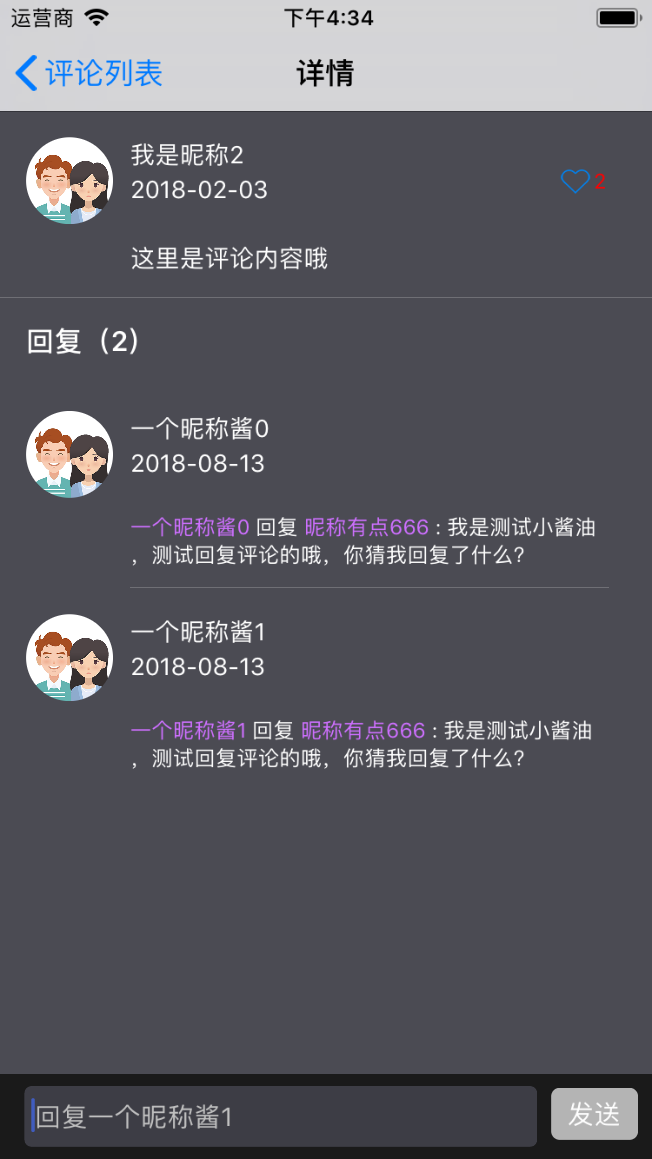 运营商 下午4:34
评论列表 详情
我是昵称2
2018-02-03
2
这里是评论内容哦
回复（2）
一个昵称酱0
2018-08-13
一个昵称酱0 回复 昵称有点666 : 我是测试小酱油
，测试回复评论的哦，你猜我回复了什么？
一个昵称酱1
2018-08-13
一个昵称酱1 回复 昵称有点666 : 我是测试小酱油
，测试回复评论的哦，你猜我回复了什么？
回复一个昵称酱1 发送